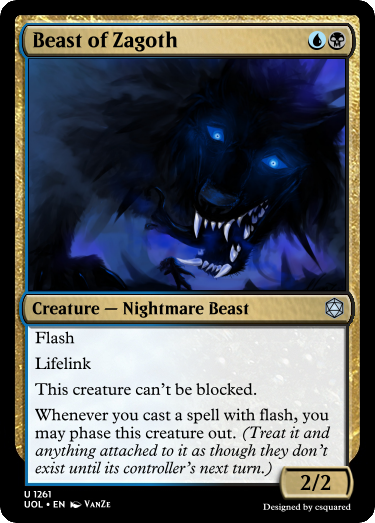 Beast of Zagoth
Creature — Nightmare Beast
Flash
Lifelink
This creature can't be blocked.
Whenever you cast a spell with flash, you
may phase this creature out. (Treat it and
anything attached to it as though they don't
exist until its controller's next turn.)
2/2
U 1261
UOL • EN VanZe
Designed by csquared